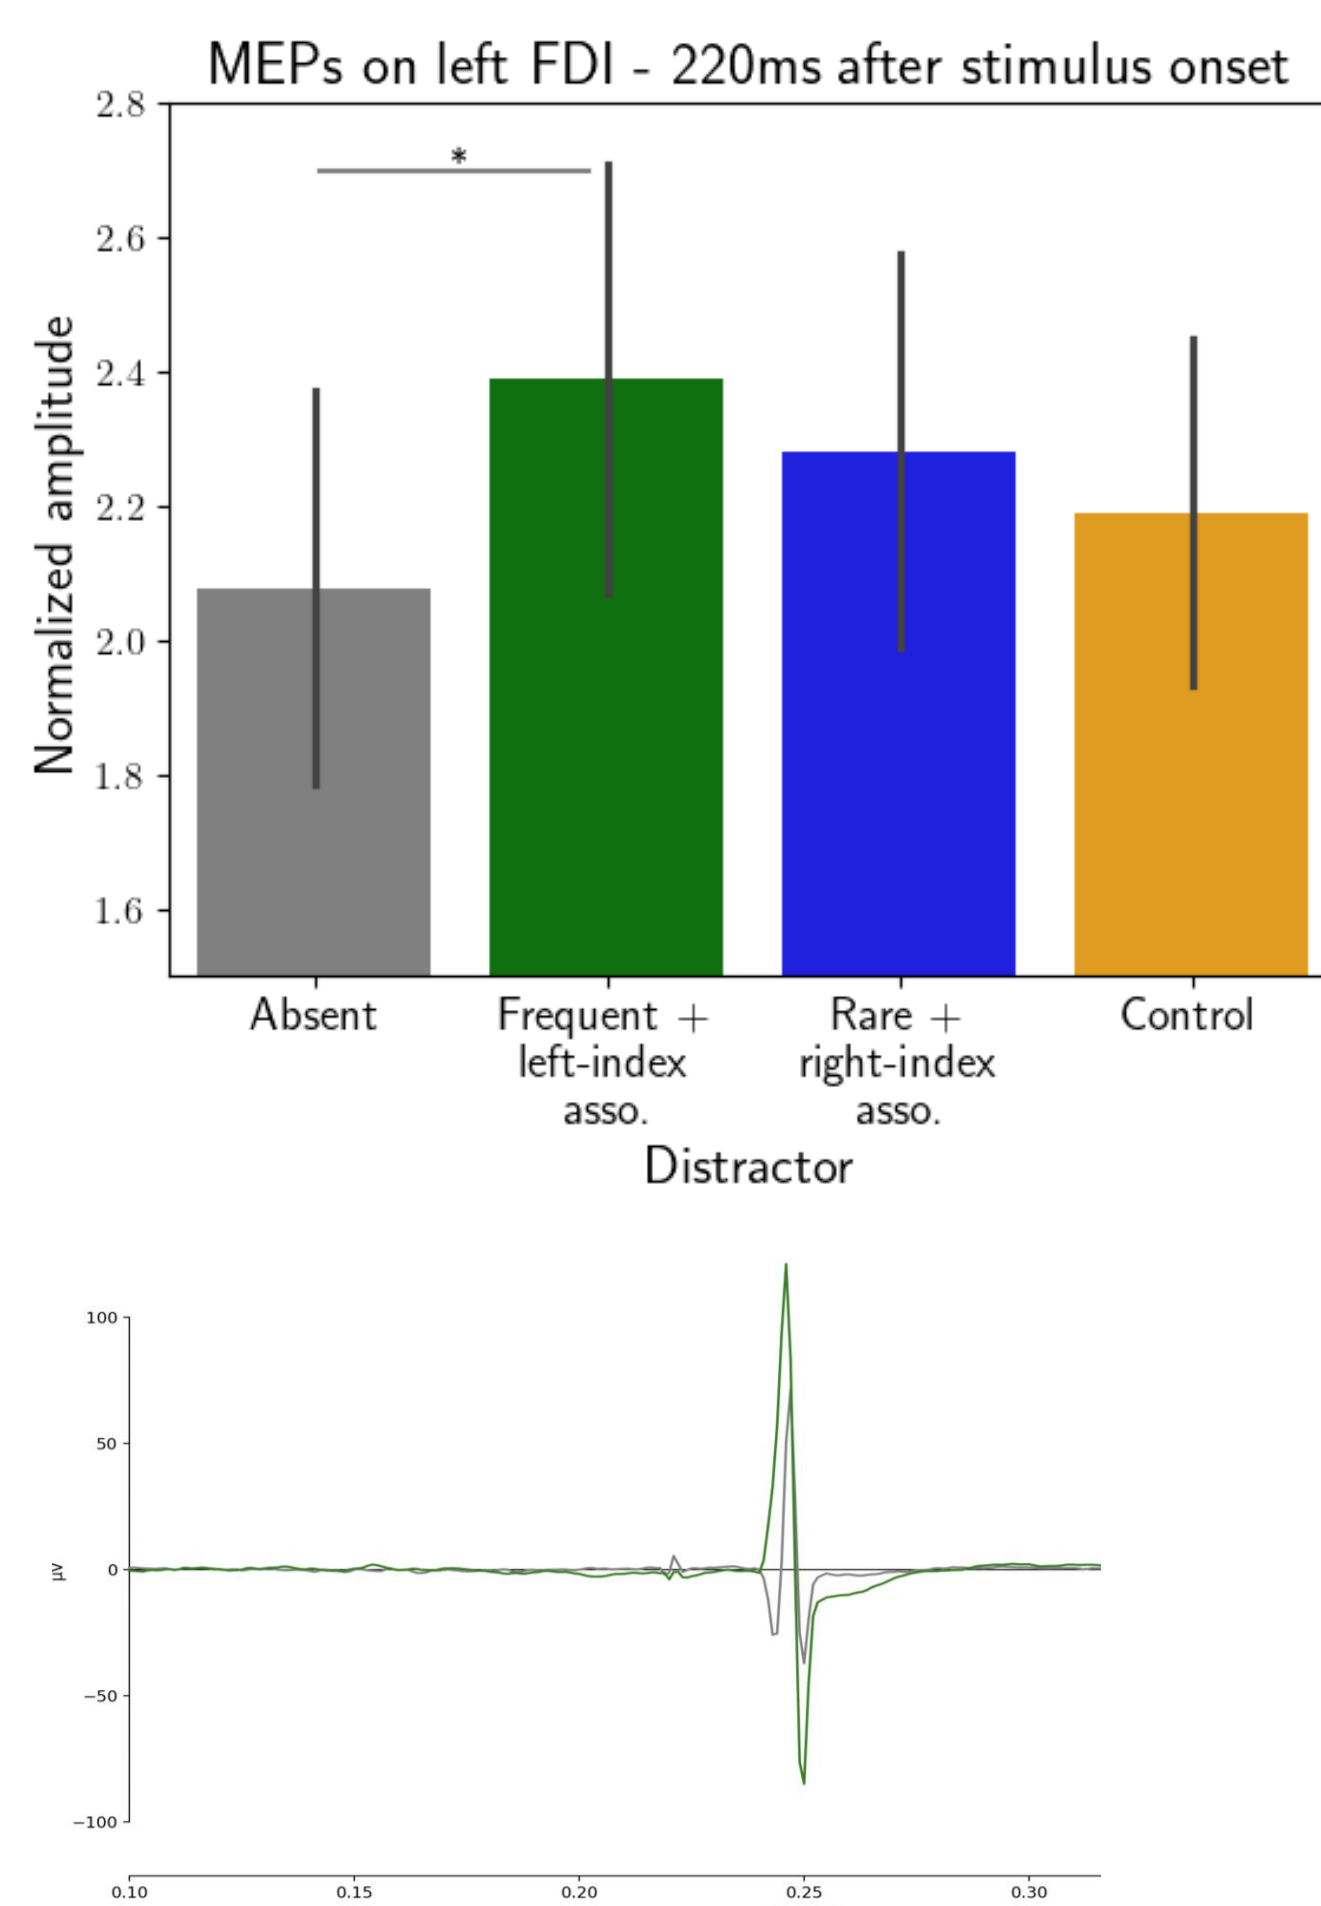 MEPs on left FDI - 220ms after stimulus onset
2.8
*
2.6
2.4
2.2
2.0
1.8
1.6
Normalized amplitude
Absent
Frequent +
left-index
asso.
Rare +
right-index
asso.
Control
Distractor
100
50
0
−50
−100
µV
0.10
0.15
0.20
0.25
0.30